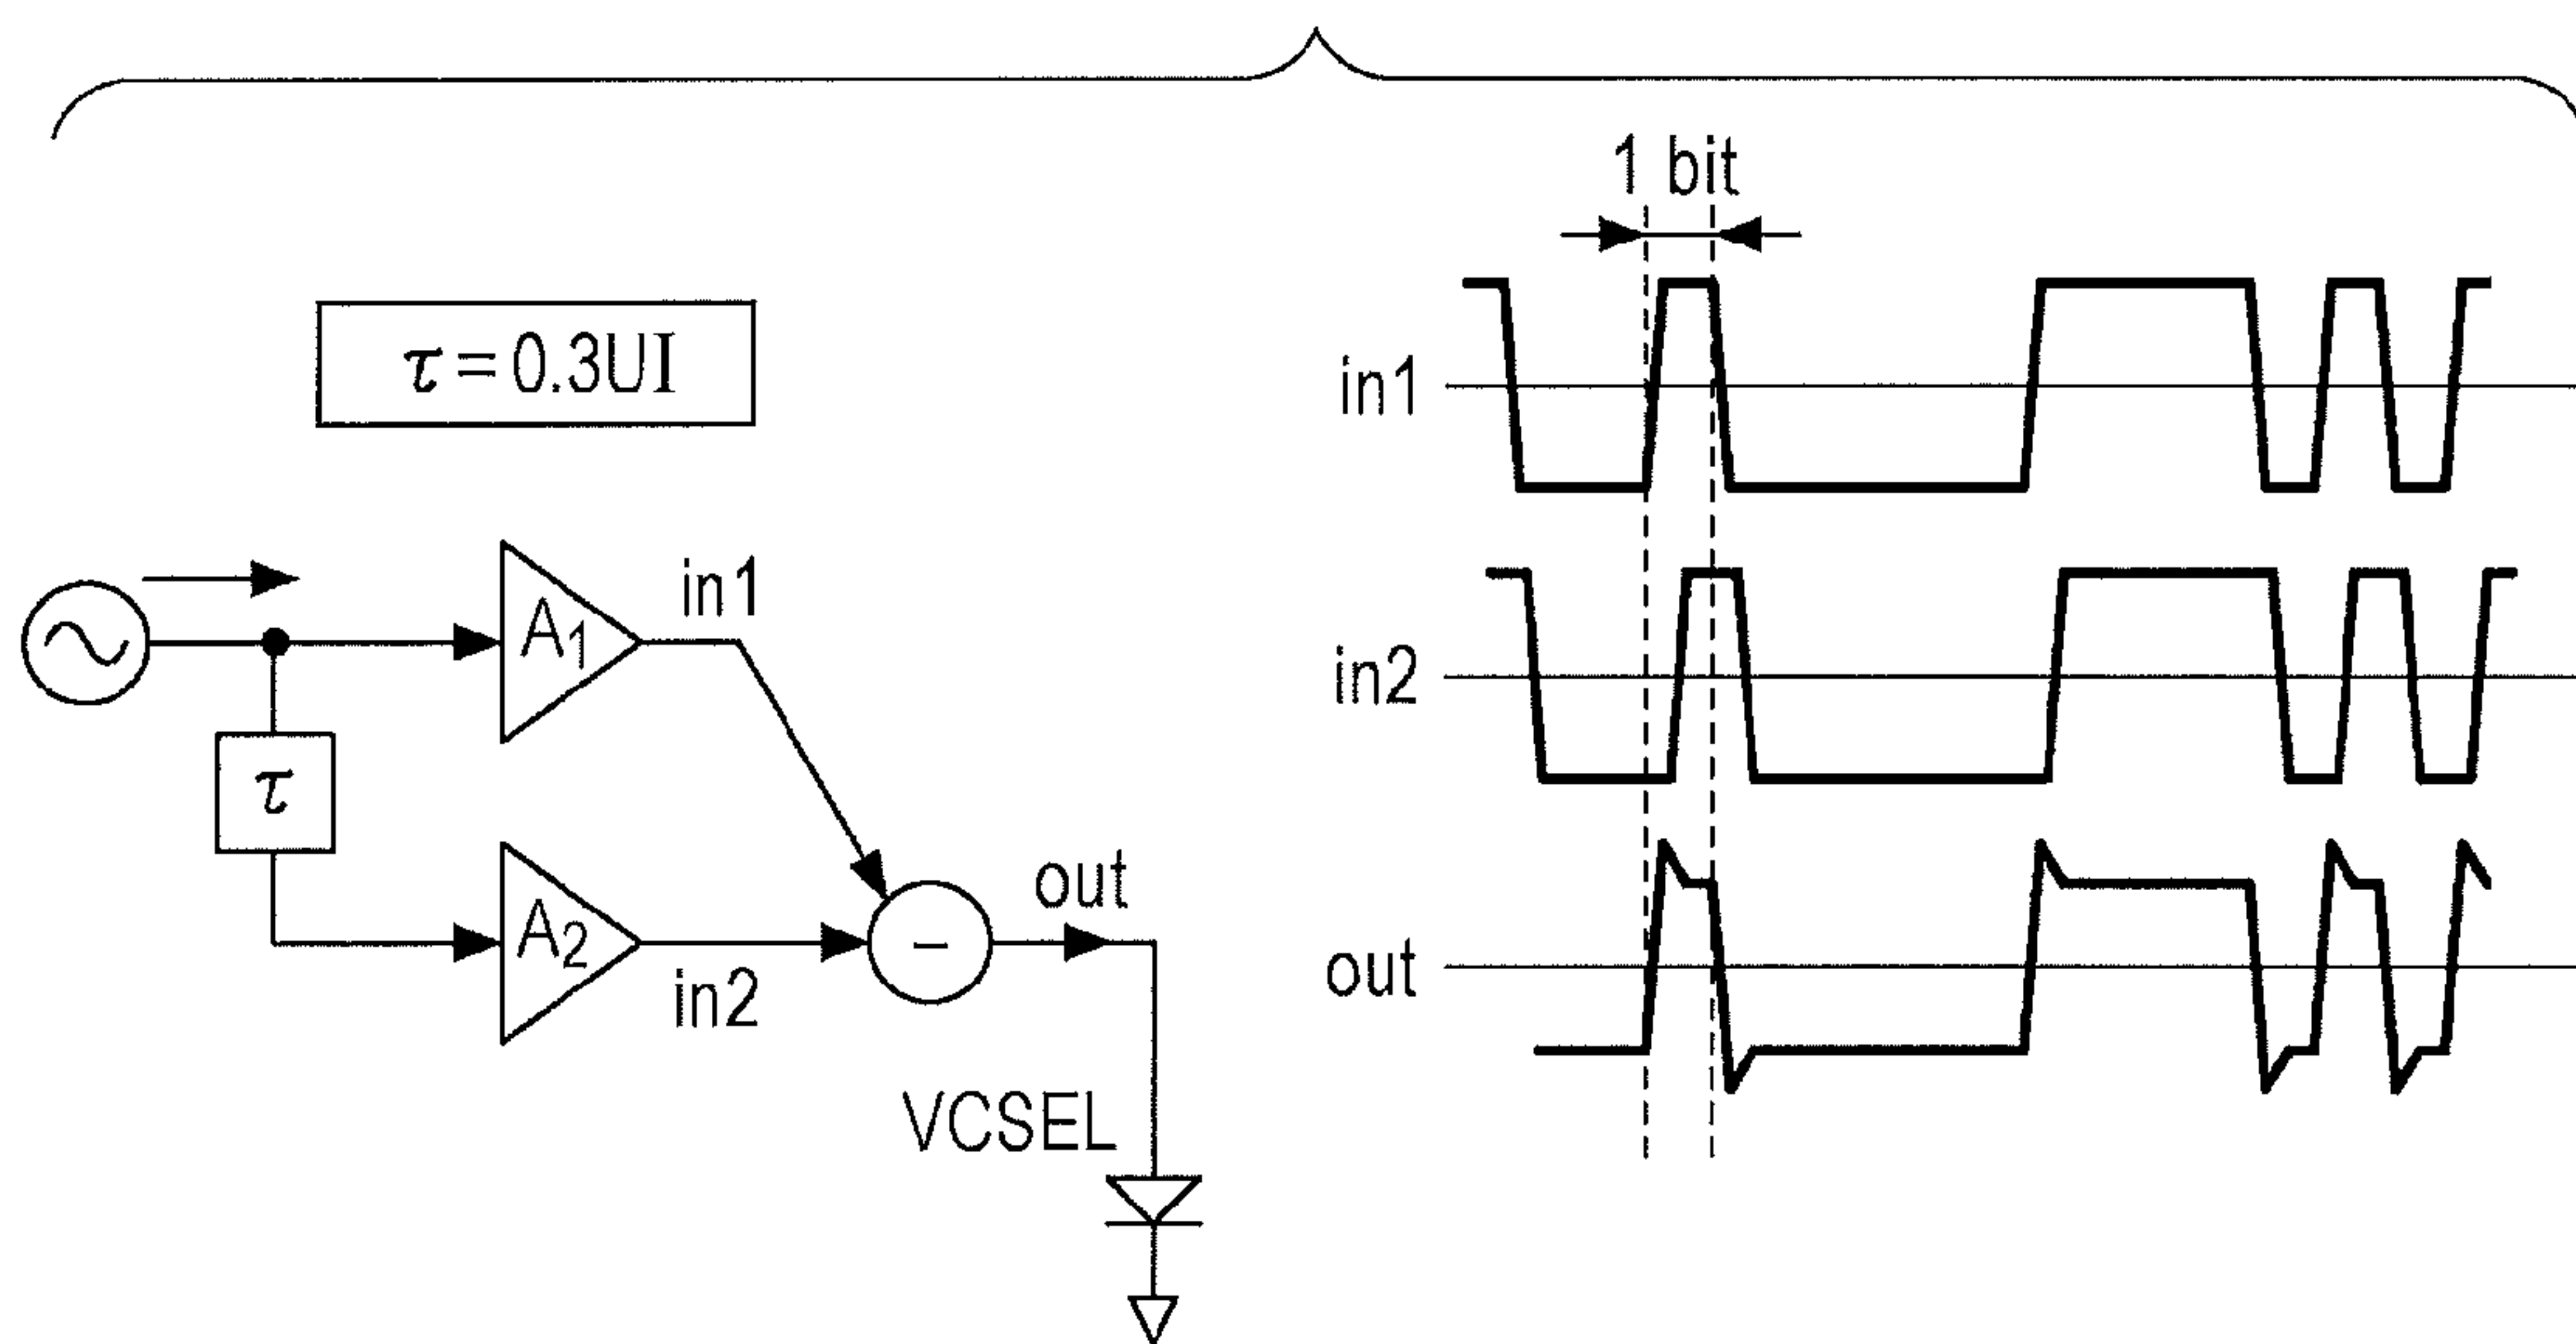 1 bit
τ = 0.3UI
in1
A1
in1
in2
τ
A2
in2
-
out
out
VCSEL